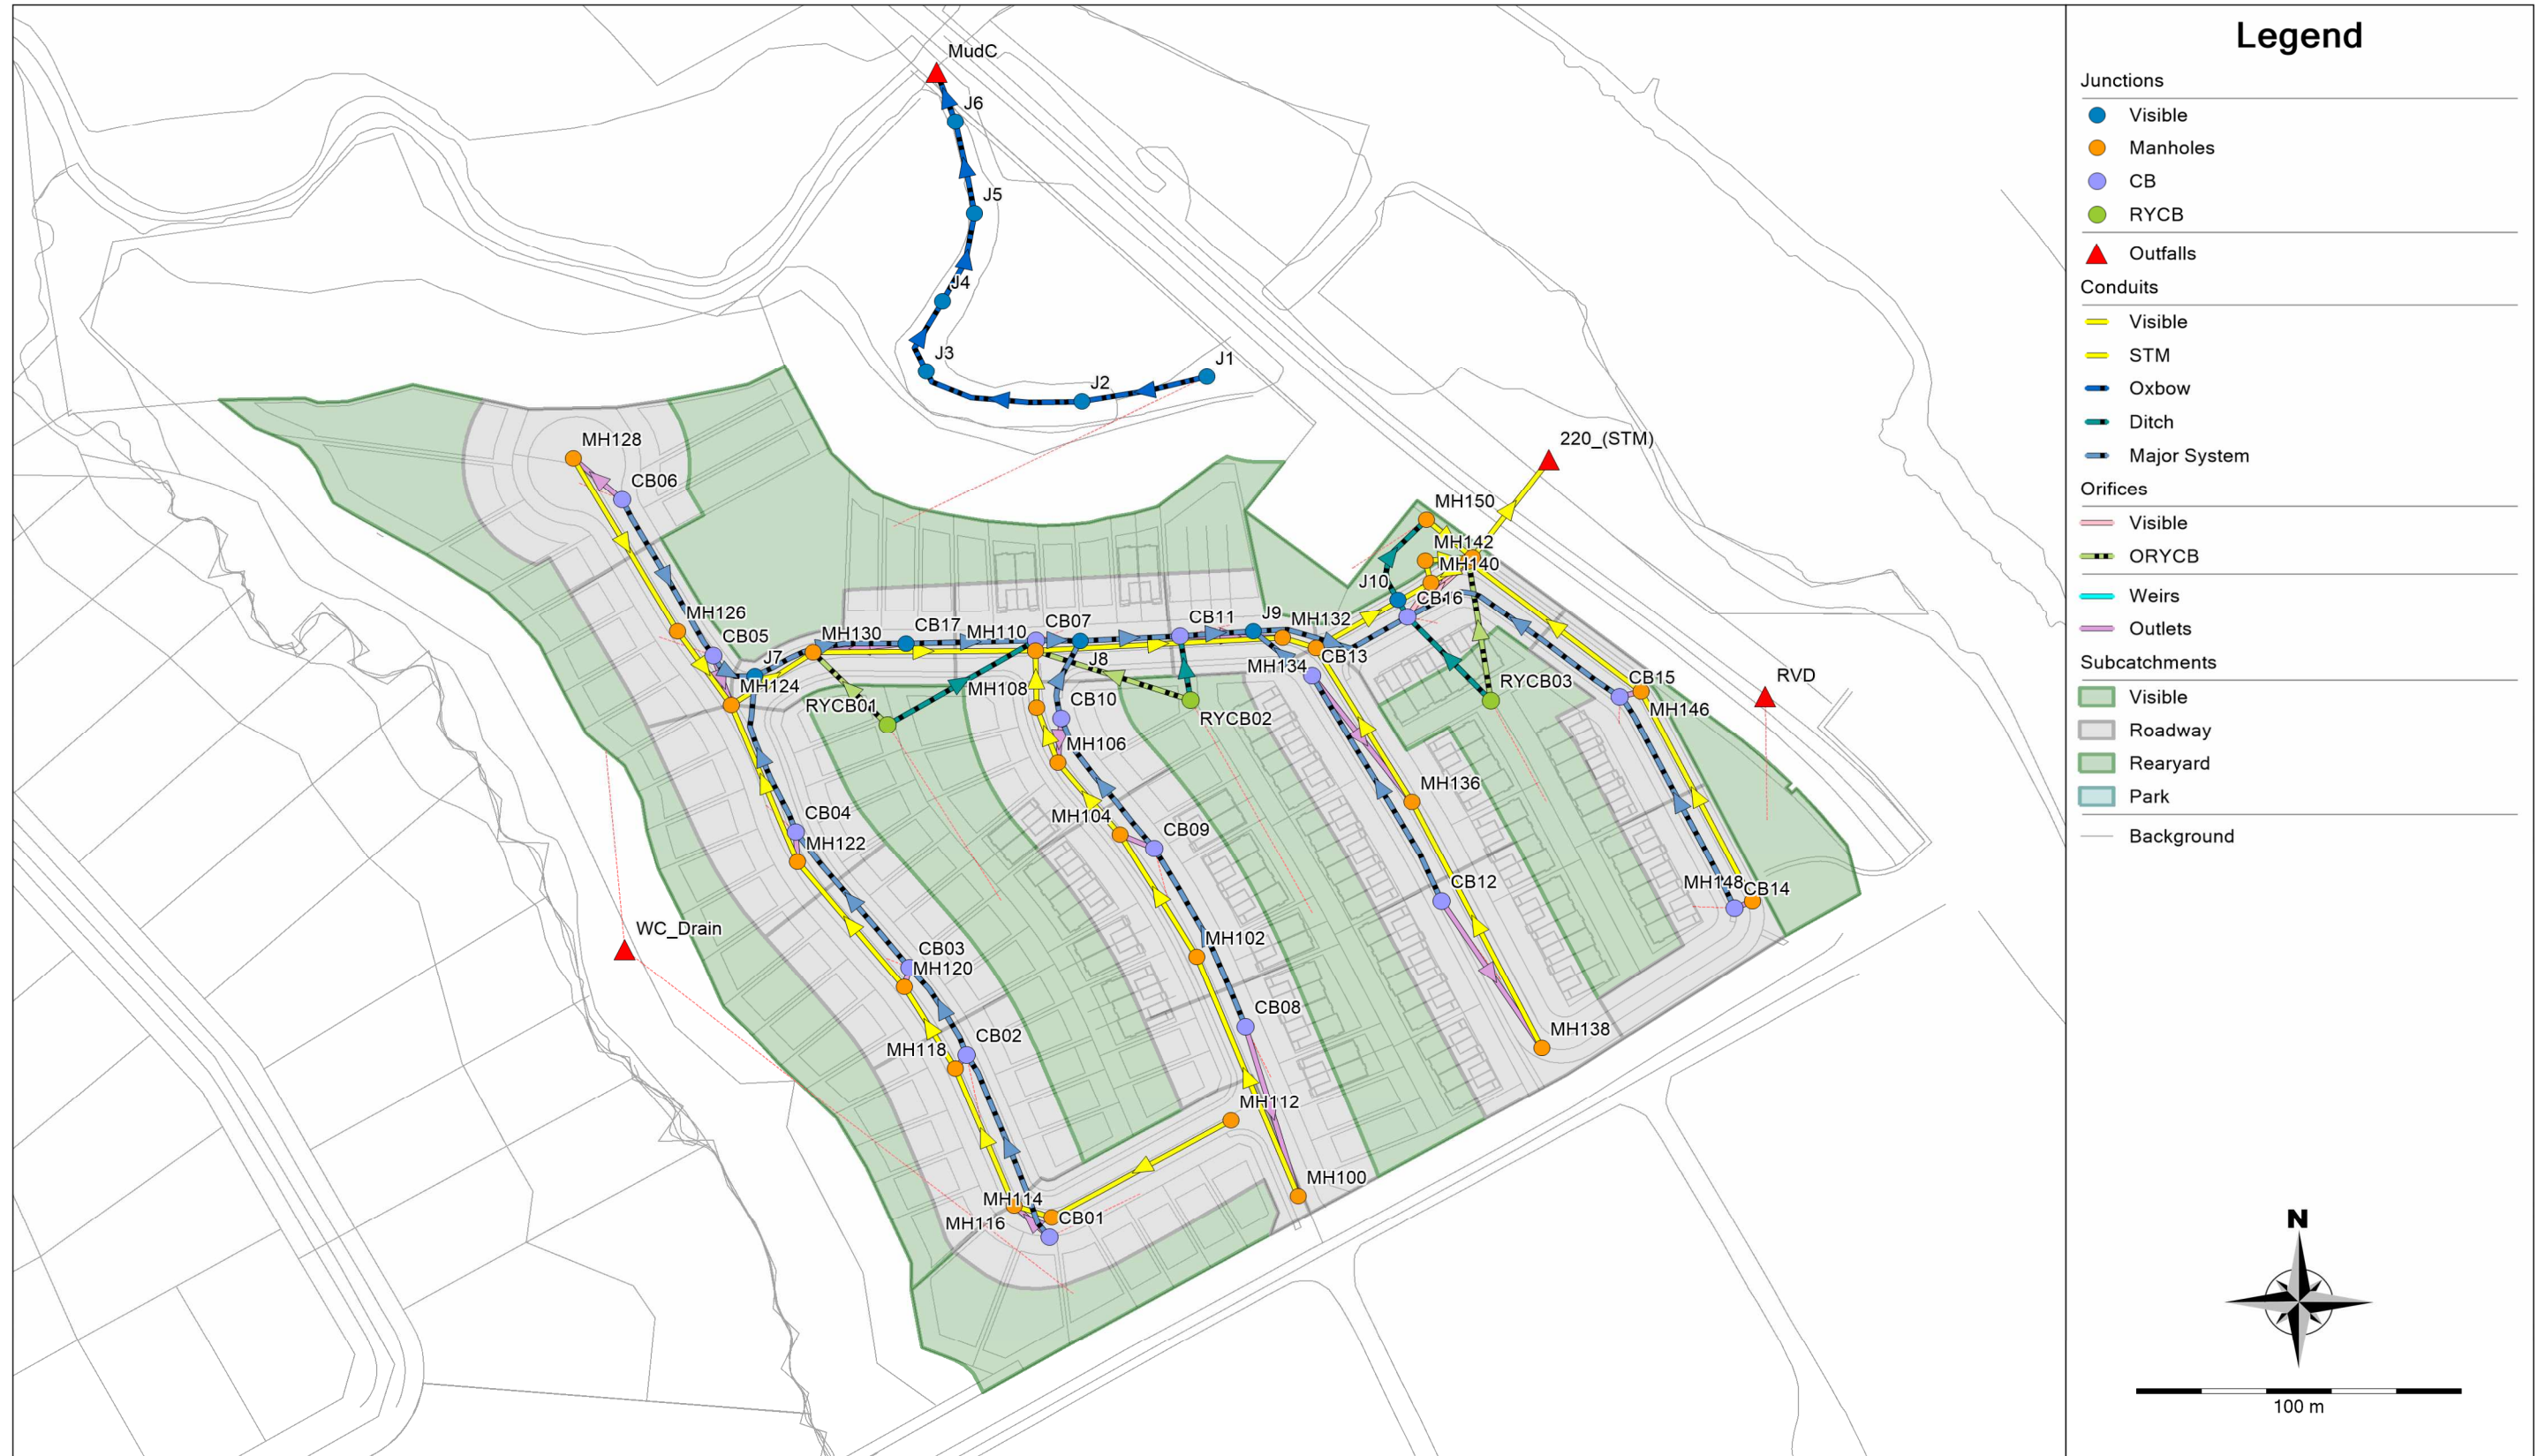 MudC
J6
J5
J4
J3
J2
J1
220_(STM)
MH128
CB06
MH150
MH142
MH140
J10
CB16
MH126
CB05
J7
MH124
MH130
CB17
MH110
CB07
J8
CB11
J9
MH132
CB13
MH134
MH108
CB10
RYCB01
RYCB02
RYCB03
CB15
MH146
RVD
MH106
MH136
MH104
CB09
CB04
MH122
CB12
MH148
CB14
WC_Drain
CB03
MH120
MH102
CB08
CB02
MH118
MH138
MH112
MH100
MH114
MH116
CB01
Legend
Junctions
Visible
Manholes
CB
RYCB
Outfalls
Conduits
Visible
STM
Oxbow
Ditch
Major System
Orifices
Visible
ORYCB
Weirs
Outlets
Subcatchments
Visible
Roadway
Rearyard
Park
Background
N
100 m